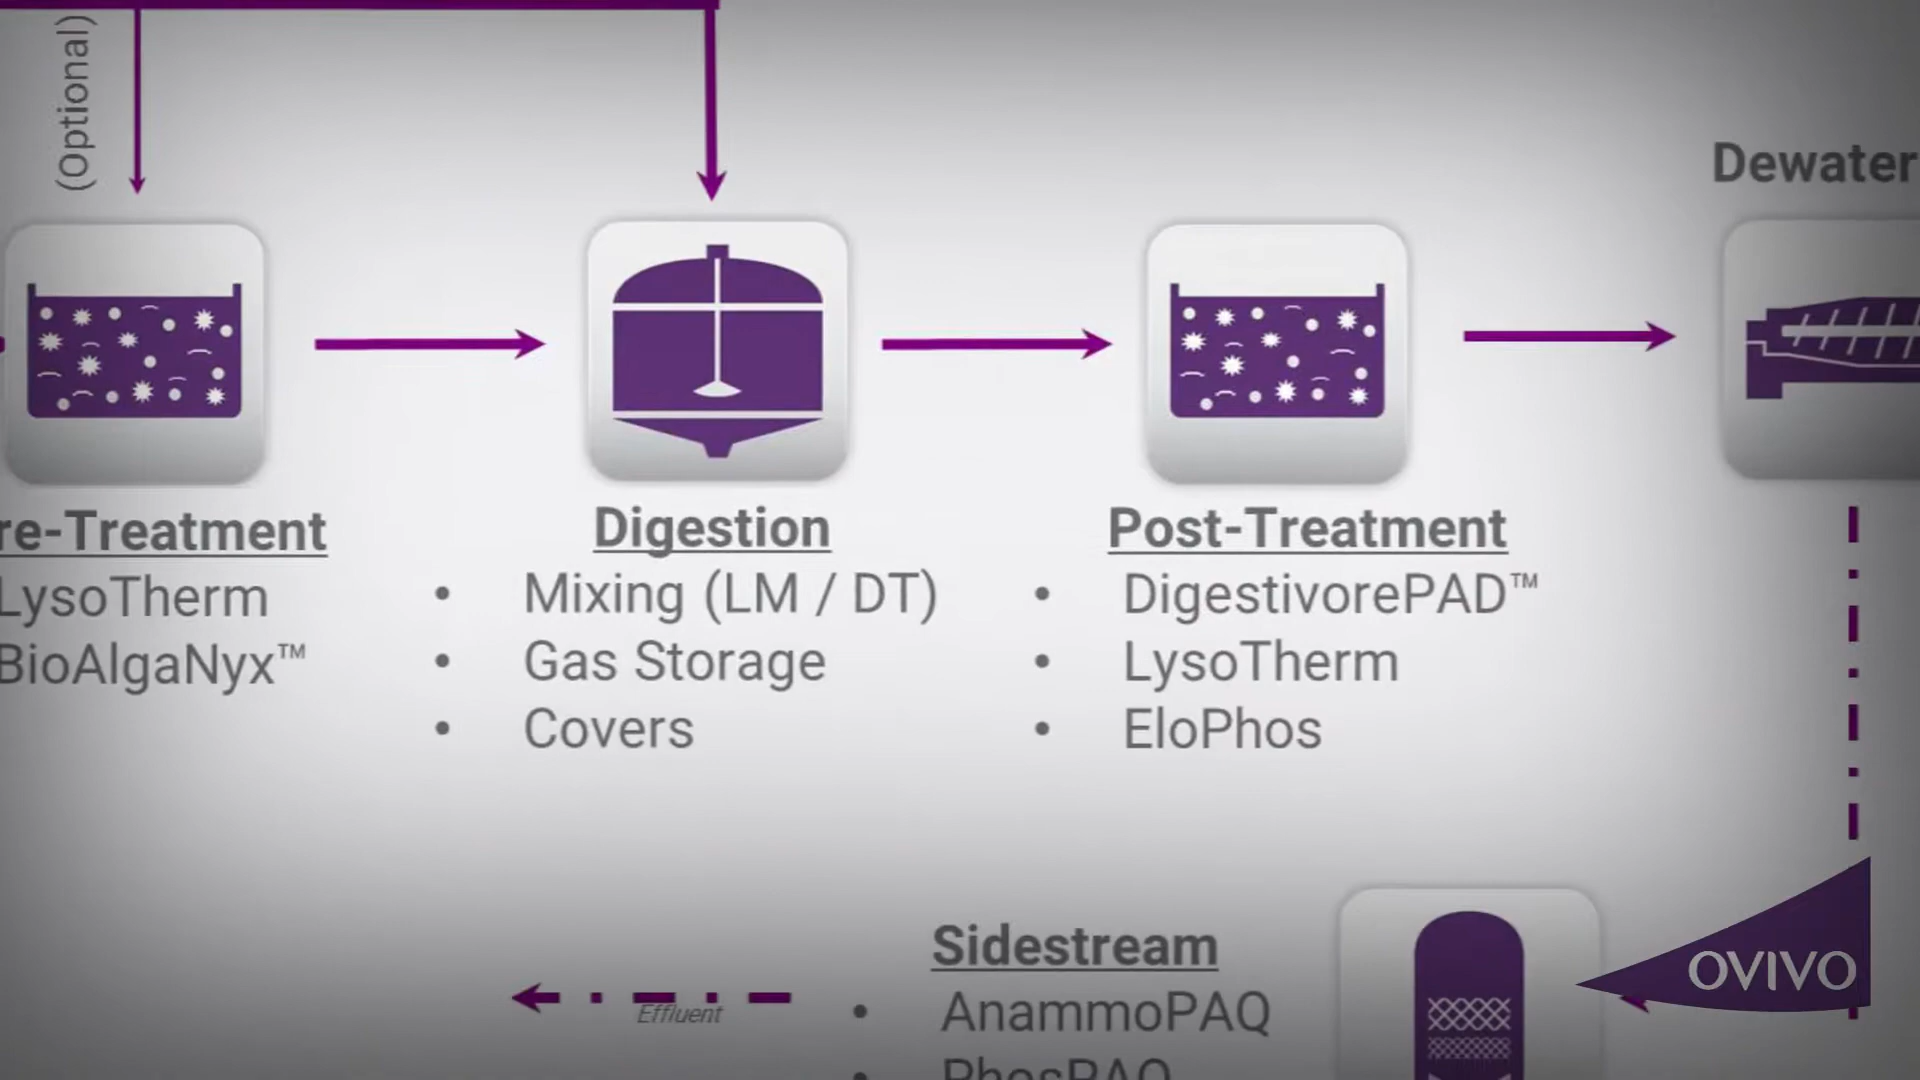 (Optional)
Dewater
re-Treatment
LysoTherm
BioAlgaNyx™
Digestion
• Mixing (LM / DT)
• Gas Storage
• Covers
Post-Treatment
• DigestivorePAD™
• LysoTherm
• EloPhos
Sidestream
• AnammoPAQ
• PhosPAQ
Effluent
OVIVO